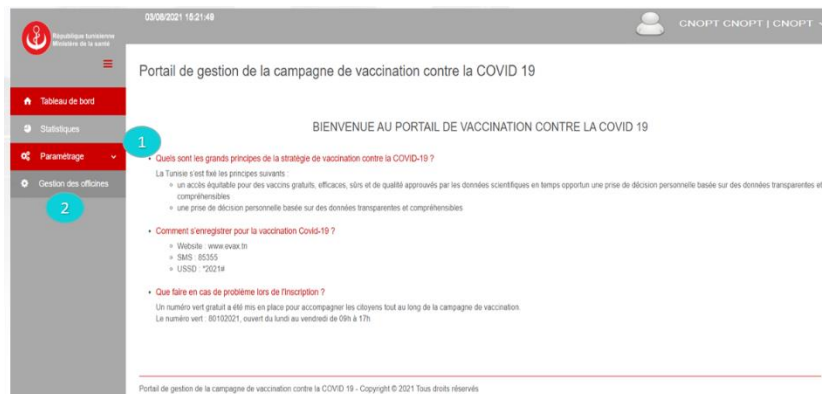 03/08/2021 15:21:49
CNOPT CNOPT | CNOPT
République tunisienne
Ministère de la santé
Portail de gestion de la campagne de vaccination contre la COVID 19
Tableau de bord
Statistiques
Paramétrage
Gestion des officines
1
2
BIENVENUE AU PORTAIL DE VACCINATION CONTRE LA COVID 19
Quels sont les grands principes de la stratégie de vaccination contre la COVID-19 ?
La Tunisie s'est fixé les principes suivants :
un accès équitable pour des vaccins gratuits, efficaces, sûrs et de qualité approuvés par les données scientifiques en temps opportun une prise de décision personnelle basée sur des données transparentes et
compréhensibles
une prise de décision personnelle basée sur des données transparentes et compréhensibles
Comment s'enregistrer pour la vaccination Covid-19 ?
Website : www.evax.tn
SMS : 85355
USSD : *2021#
Que faire en cas de problème lors de l'Inscription ?
Un numéro vert gratuit a été mis en place pour accompagner les citoyens tout au long de la campagne de vaccination
Le numéro vert : 80102021, ouvert du lundi au vendredi de 09h à 17h
Portail de gestion de la campagne de vaccination contre la COVID 19 - Copyright © 2021 Tous droits réservés